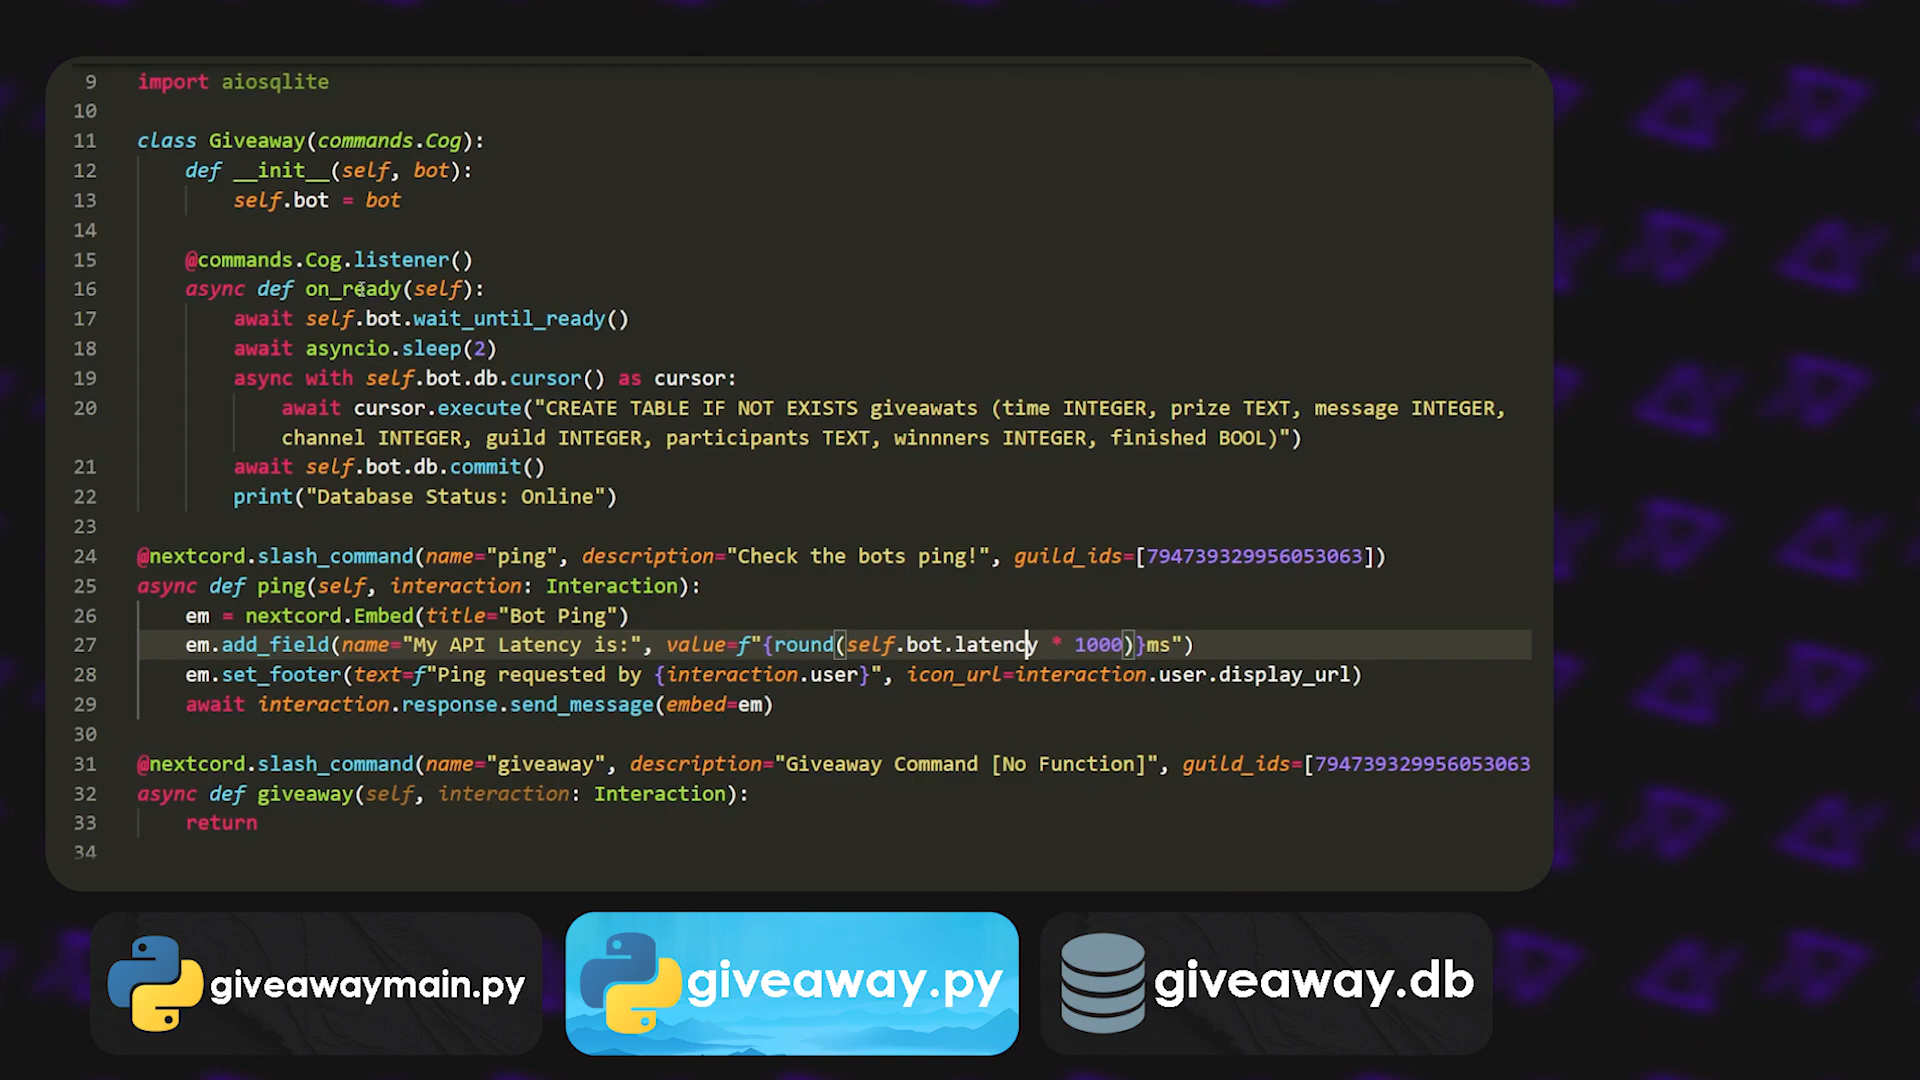 9 import aiosqlite
10
11 class Giveaway(commands.Cog):
12 def __init__(self, bot):
13 self.bot = bot
14
15 @commands.Cog.listener()
16 async def on_ready(self):
17 await self.bot.wait_until_ready()
18 await asyncio.sleep(2)
19 async with self.bot.db.cursor() as cursor:
20 await cursor.execute("CREATE TABLE IF NOT EXISTS giveawats (time INTEGER, prize TEXT, message INTEGER,
channel INTEGER, guild INTEGER, participants TEXT, winnners INTEGER, finished BOOL)")
21 await self.bot.db.commit()
22 print("Database Status: Online")
23
24 @nextcord.slash_command(name="ping", description="Check the bots ping!", guild_ids=[794739329956053063])
25 async def ping(self, interaction: Interaction):
26 em = nextcord.Embed(title="Bot Ping")
27 em.add_field(name="My API Latency is:", value=f"{round(self.bot.latency * 1000)}ms")
28 em.set_footer(text=f"Ping requested by {interaction.user}", icon_url=interaction.user.display_url)
29 await interaction.response.send_message(embed=em)
30
31 @nextcord.slash_command(name="giveaway", description="Giveaway Command [No Function]", guild_ids=[794739329956053063
32 async def giveaway(self, interaction: Interaction):
33 return
34
giveawaymain.py
giveaway.py
giveaway.db